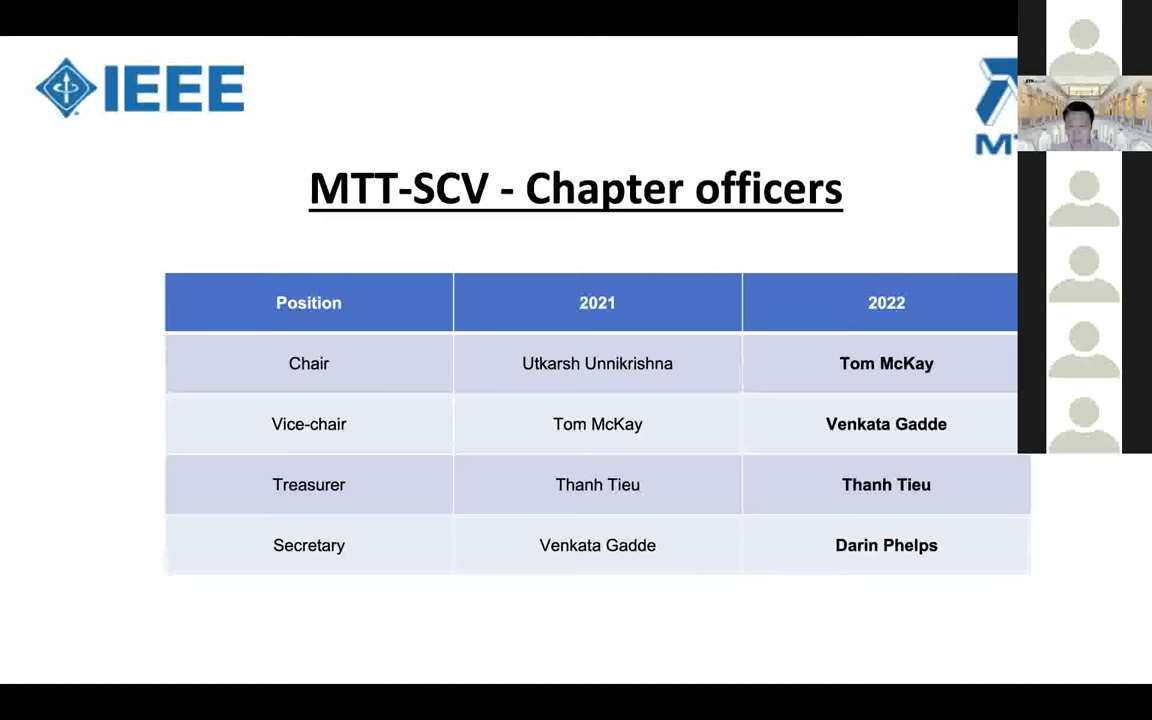 IEEE
MTT-SCV - Chapter officers
Position 2021 2022
Chair Utkarsh Unnikrishna Tom McKay
Vice-chair Tom McKay Venkata Gadde
Treasurer Thanh Tieu Thanh Tieu
Secretary Venkata Gadde Darin Phelps